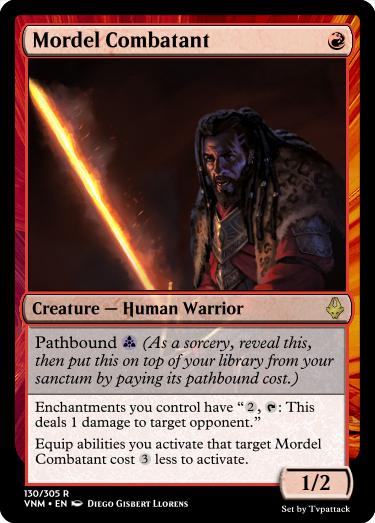 Mordel Combatant
Creature — Human Warrior
Pathbound (As a sorcery, reveal this,
then put this on top of your library from your
sanctum by paying its pathbound cost.)
Enchantments you control have “2, : This
deals 1 damage to target opponent.”
Equip abilities you activate that target Mordel
Combatant cost 3 less to activate.
1/2
130/305 R
VNM • EN Diego Gisbert Llorens
Set by Tvpattack